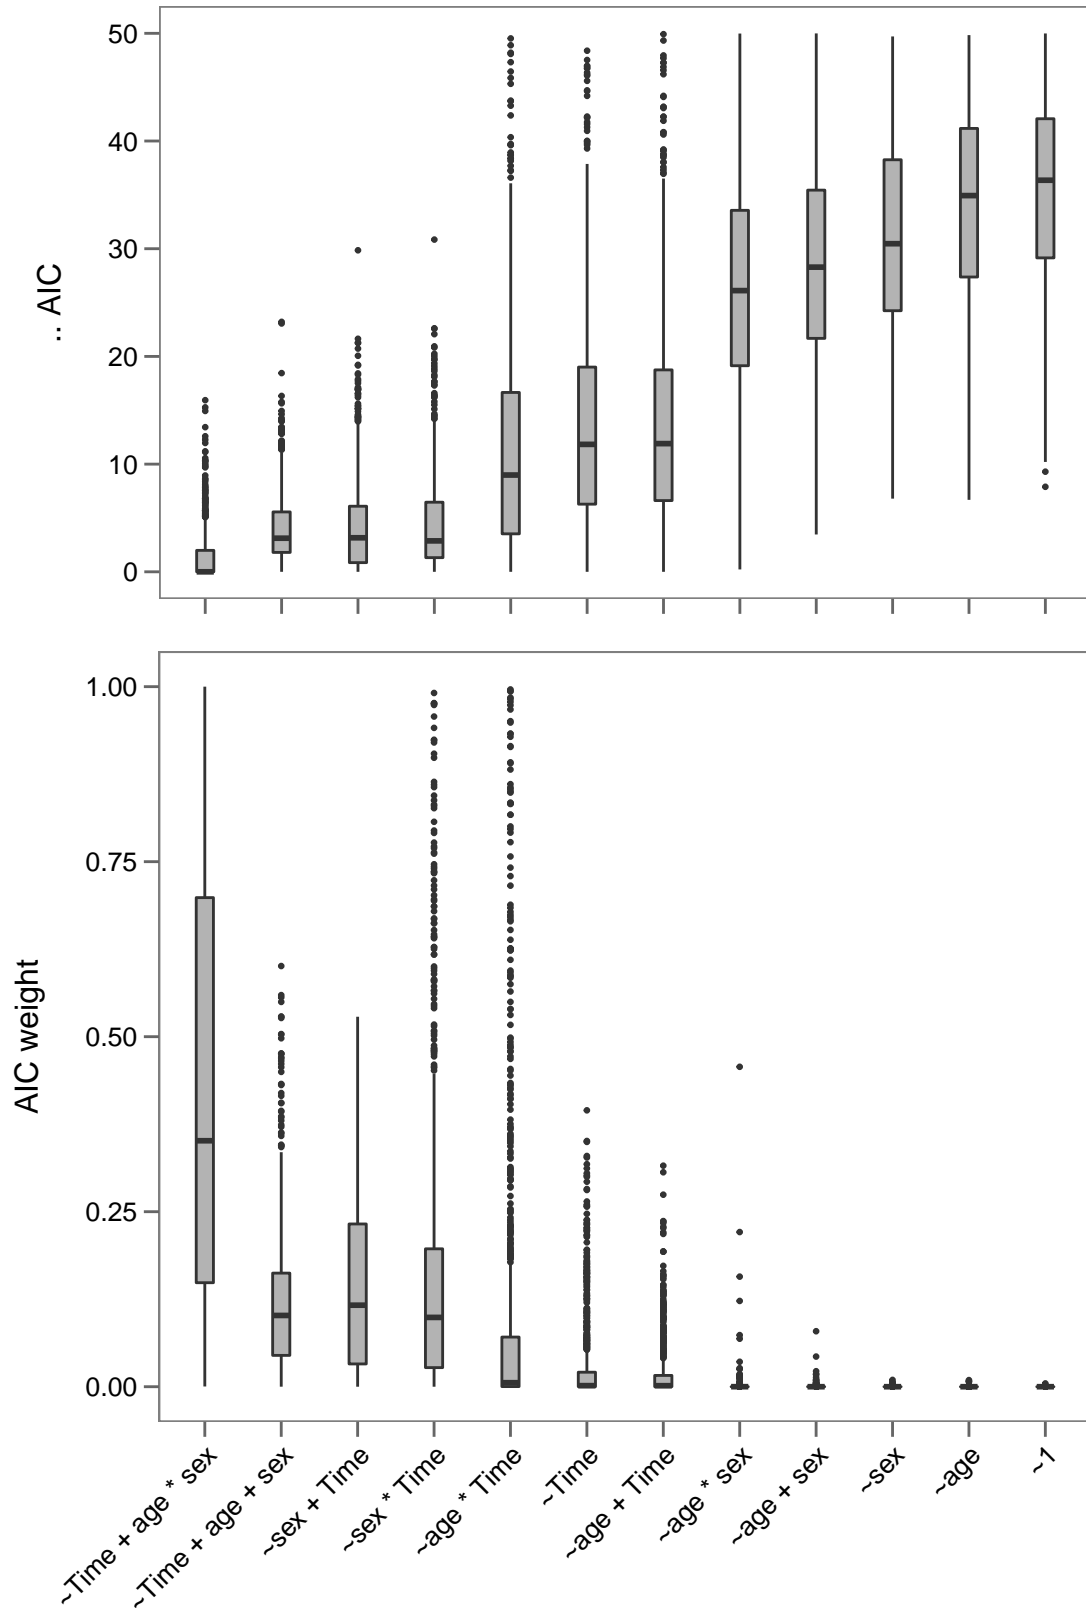 50
40
30
20
10
0
.. AIC
1.00
0.75
0.50
0.25
0.00
AIC weight
~Time + age * sex
~Time + age + sex
~sex + Time
~sex * Time
~age * Time
~Time
~age + Time
~age * sex
~age + sex
~sex
~age
~1